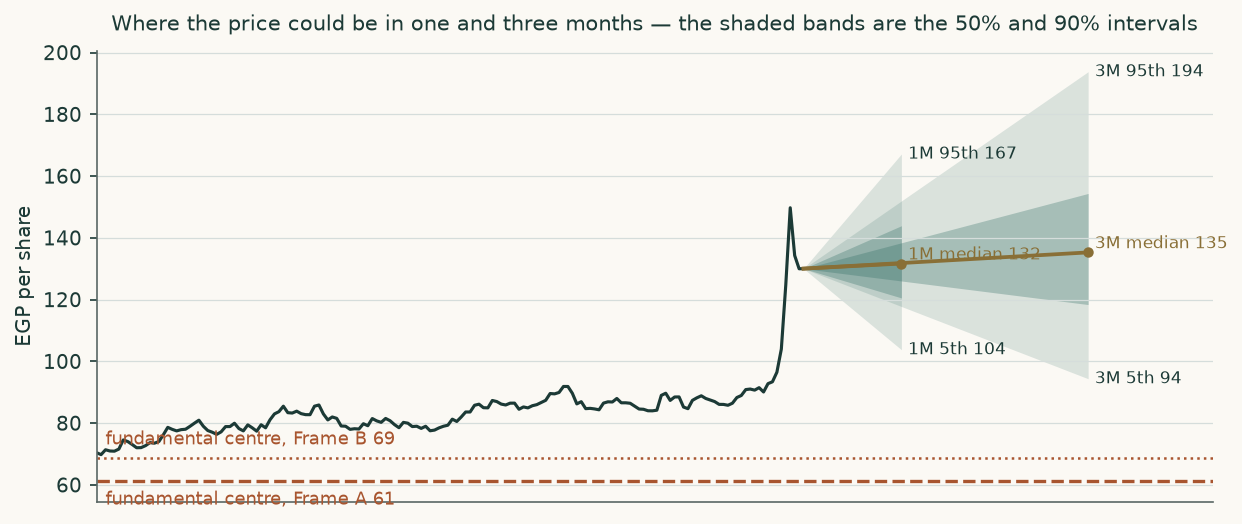 Where the price could be in one and three months — the shaded bands are the 50% and 90% intervals
EGP per share
200
180
160
140
120
100
80
60
3M 95th 194
1M 95th 167
3M median 135
1M median 132
1M 5th 104
3M 5th 94
fundamental centre, Frame B 69
fundamental centre, Frame A 61